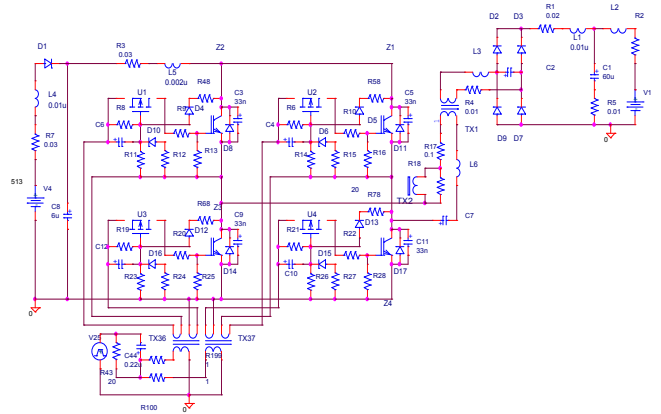 D2 D3 R1 0.02 L2
R2
D1 R3 0.03 Z2 Z1 L1 0.01u
L5 0.002u R48 R58 L3 C2 C1 60u
L4 0.01u U1 C3 33n U2 C5 33n V1
R8 R9 D4 R6 R10 R4 0.01 R5 0.01
C6 D10 C4 D6 D5 TX1 0
R7 0.03 R11 R12 R13 D8 R14 R15 R16 D11 D9 D7
1 R17 0.1
R18 L6
513 V4 20 TX2
C8 6u R68 Z3 R78 C7
U3 C9 33n U4 D13
R19 R20 D12 R21 R22 C11 33n
C12 D16 D14 D15 D17
R23 R24 R25 C10 R26 R27 R28
0 Z4
V25 TX36 R199 TX37
C44 0.22u 1
R43 20 1
R100 0